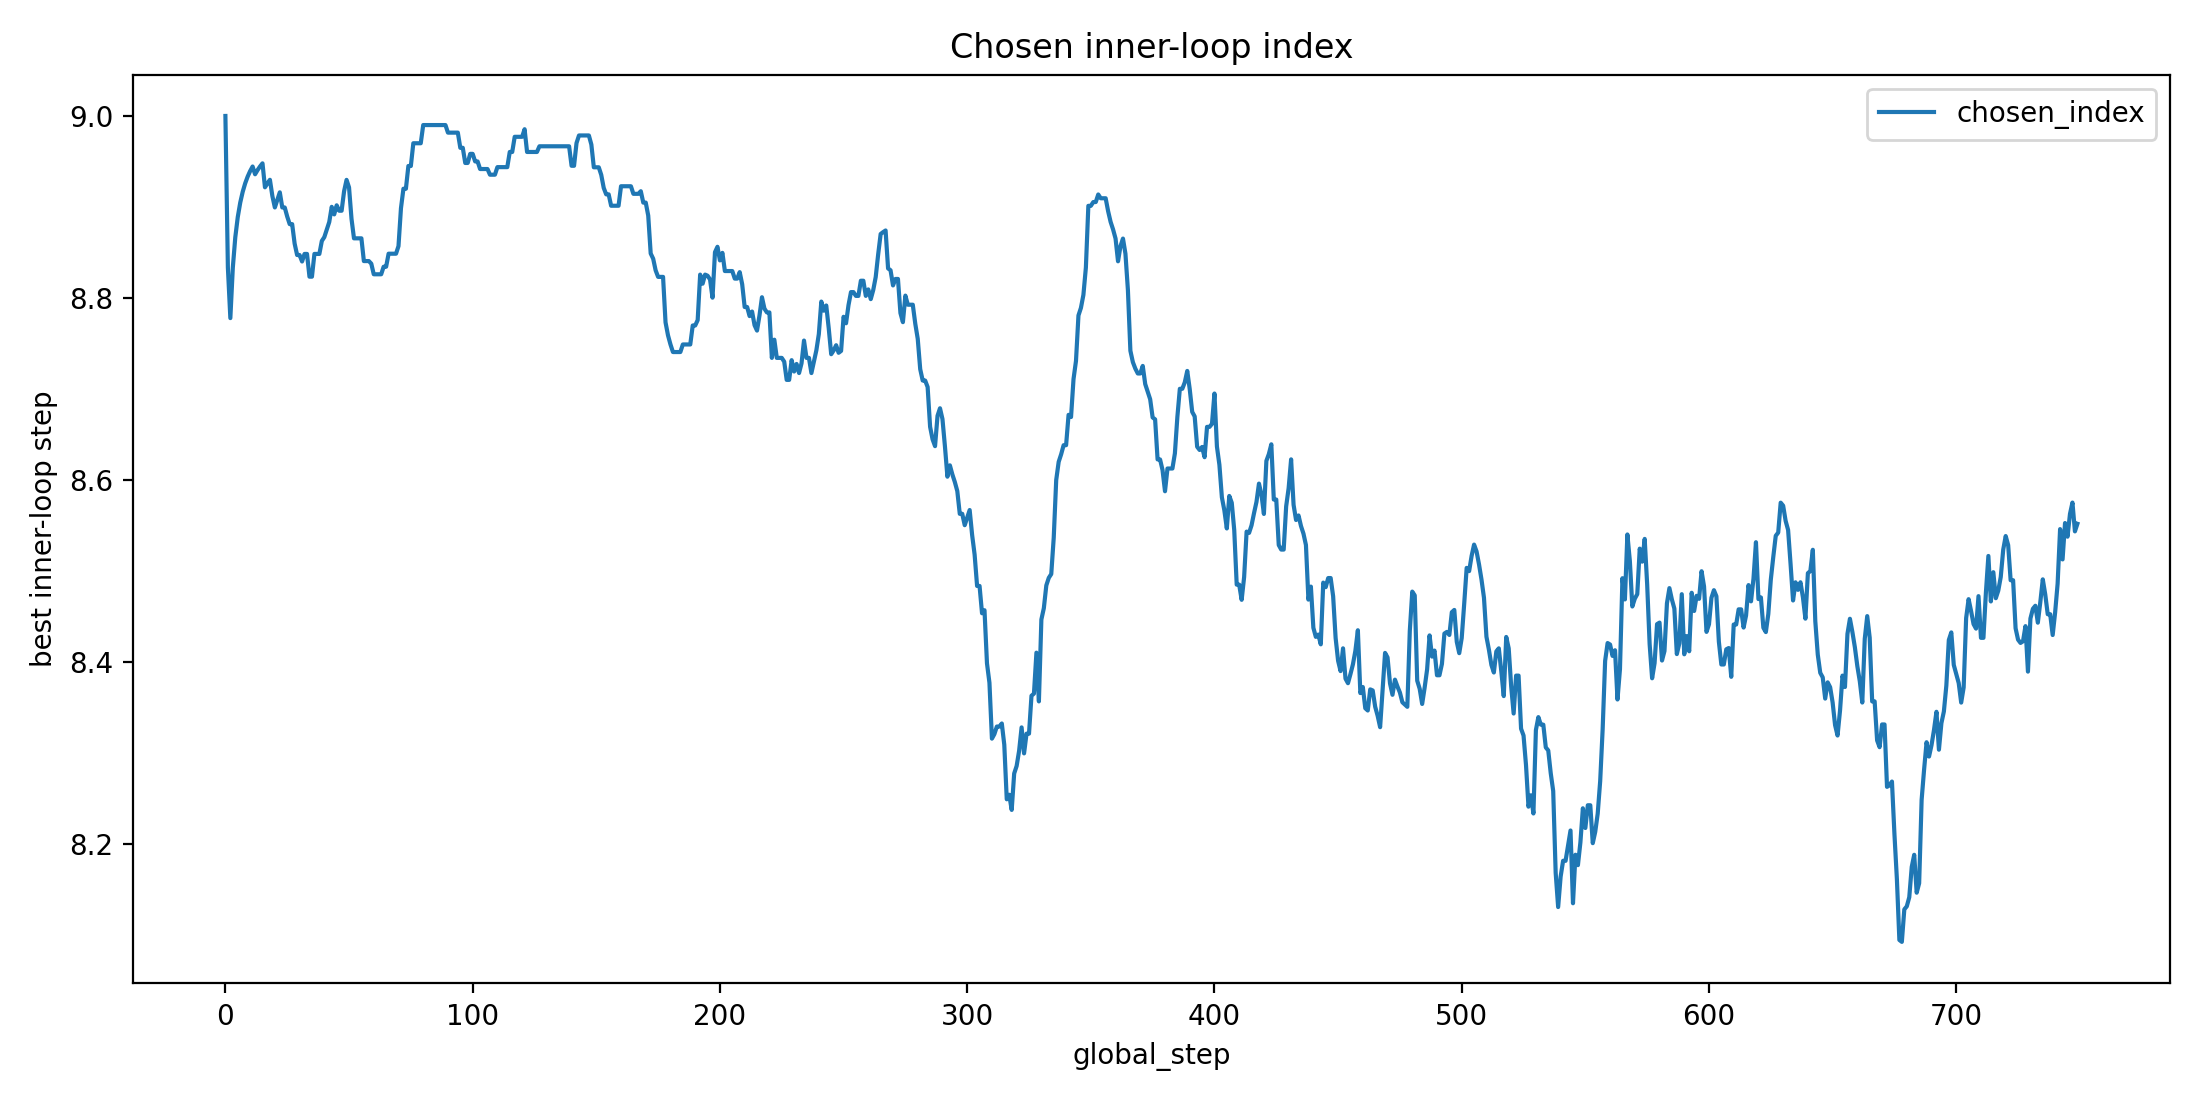 Chosen inner-loop index
chosen_index
best inner-loop step
9.0
8.8
8.6
8.4
8.2
0 100 200 300 400 500 600 700
global_step